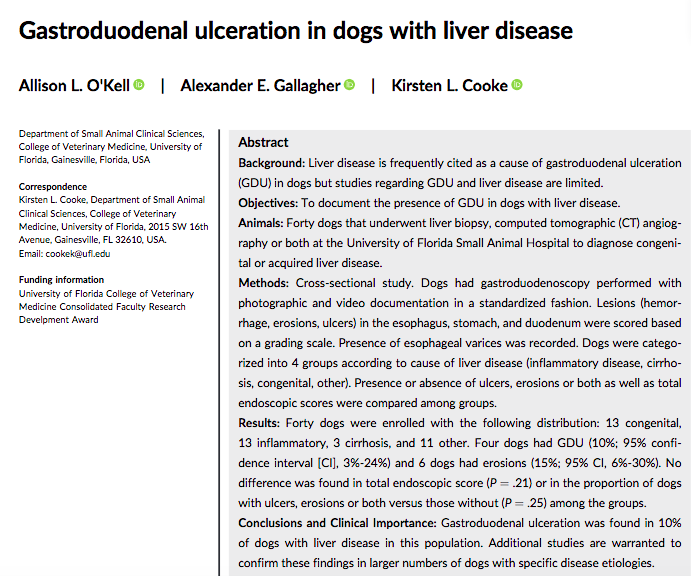 Gastroduodenal ulceration in dogs with liver disease
Allison L. O'Kell | Alexander E. Gallagher | Kirsten L. Cooke
Department of Small Animal Clinical Sciences,
College of Veterinary Medicine, University of
Florida, Gainesville, Florida, USA
Correspondence
Kirsten L. Cooke, Department of Small Animal
Clinical Sciences, College of Veterinary
Medicine, University of Florida, 2015 SW 16th
Avenue, Gainesville, FL 32610, USA.
Email: cookek@ufl.edu
Funding information
University of Florida College of Veterinary
Medicine Consolidated Faculty Research
Develpment Award
Abstract
Background: Liver disease is frequently cited as a cause of gastroduodenal ulceration
(GDU) in dogs but studies regarding GDU and liver disease are limited.
Objectives: To document the presence of GDU in dogs with liver disease.
Animals: Forty dogs that underwent liver biopsy, computed tomographic (CT) angiog-
raphy or both at the University of Florida Small Animal Hospital to diagnose congeni-
tal or acquired liver disease.
Methods: Cross-sectional study. Dogs had gastroduodenoscopy performed with
photographic and video documentation in a standardized fashion. Lesions (hemor-
rhage, erosions, ulcers) in the esophagus, stomach, and duodenum were scored based
on a grading scale. Presence of esophageal varices was recorded. Dogs were catego-
rized into 4 groups according to cause of liver disease (inflammatory disease, cirrho-
sis, congenital, other). Presence or absence of ulcers, erosions or both as well as total
endoscopic scores were compared among groups.
Results: Forty dogs were enrolled with the following distribution: 13 congenital,
13 inflammatory, 3 cirrhosis, and 11 other. Four dogs had GDU (10%; 95% confi-
dence interval [CI], 3%-24%) and 6 dogs had erosions (15%; 95% CI, 6%-30%). No
difference was found in total endoscopic score (P = .21) or in the proportion of dogs
with ulcers, erosions or both versus those without (P = .25) among the groups.
Conclusions and Clinical Importance: Gastroduodenal ulceration was found in 10%
of dogs with liver disease in this population. Additional studies are warranted to
confirm these findings in larger numbers of dogs with specific disease etiologies.